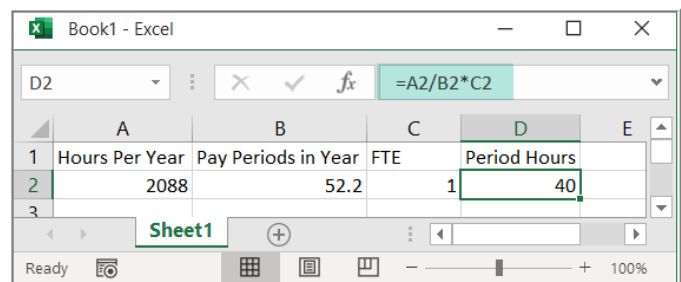 Book1 - Excel
D2 fx =A2/B2*C2
A B C D E
1 Hours Per Year Pay Periods in Year FTE Period Hours
2 2088 52.2 1 40
3
Sheet1
Ready 100%